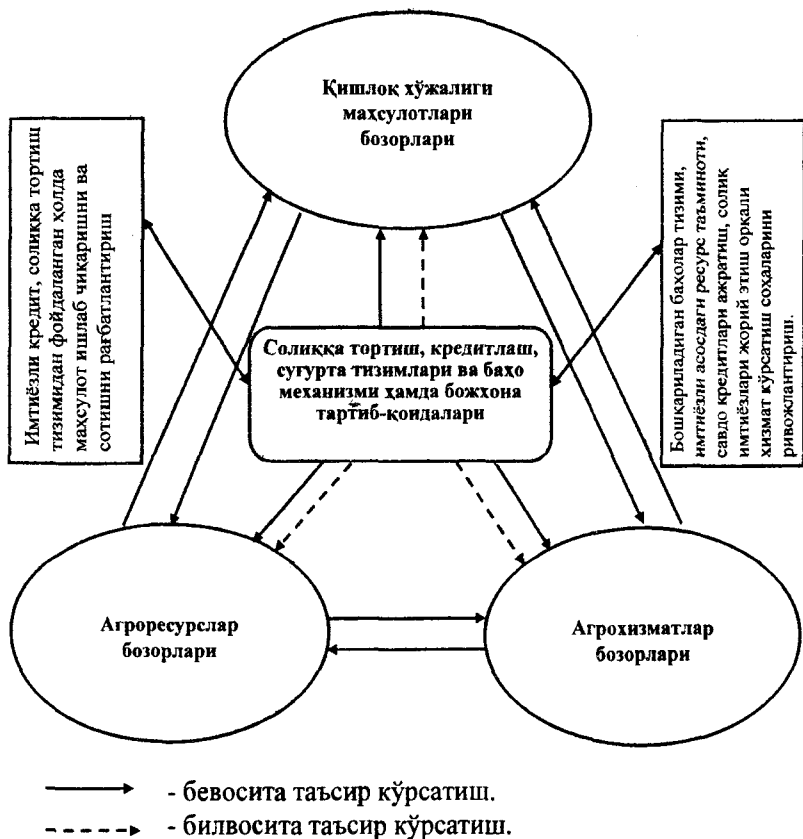 Қишлоқ хўжалиги
маҳсулотлари
бозорлари
Имтиёзли кредит, солиққа тортиш
тизимидан фойдаланган ҳолда
маҳсулот ишлаб чиқаришни ва
сотишни рағбатлантириш
Солиққа тортиш, кредитлаш,
суғурта тизимлари ва баҳо
механизми ҳамда божхона
тартиб-қоидалари
Бошқариладиган баҳолар тизими,
имтиёзли асосдаги ресурс таъминоти,
савдо кредитлари ажратиш, солиқ
имтиёзлари жорий этиш орқали
хизмат кўрсатиш соҳаларини
ривожлантириш.
Агроресурслар
бозорлари
Агрохизматлар
бозорлари
- бевосита таъсир кўрсатиш.
- билвосита таъсир кўрсатиш.